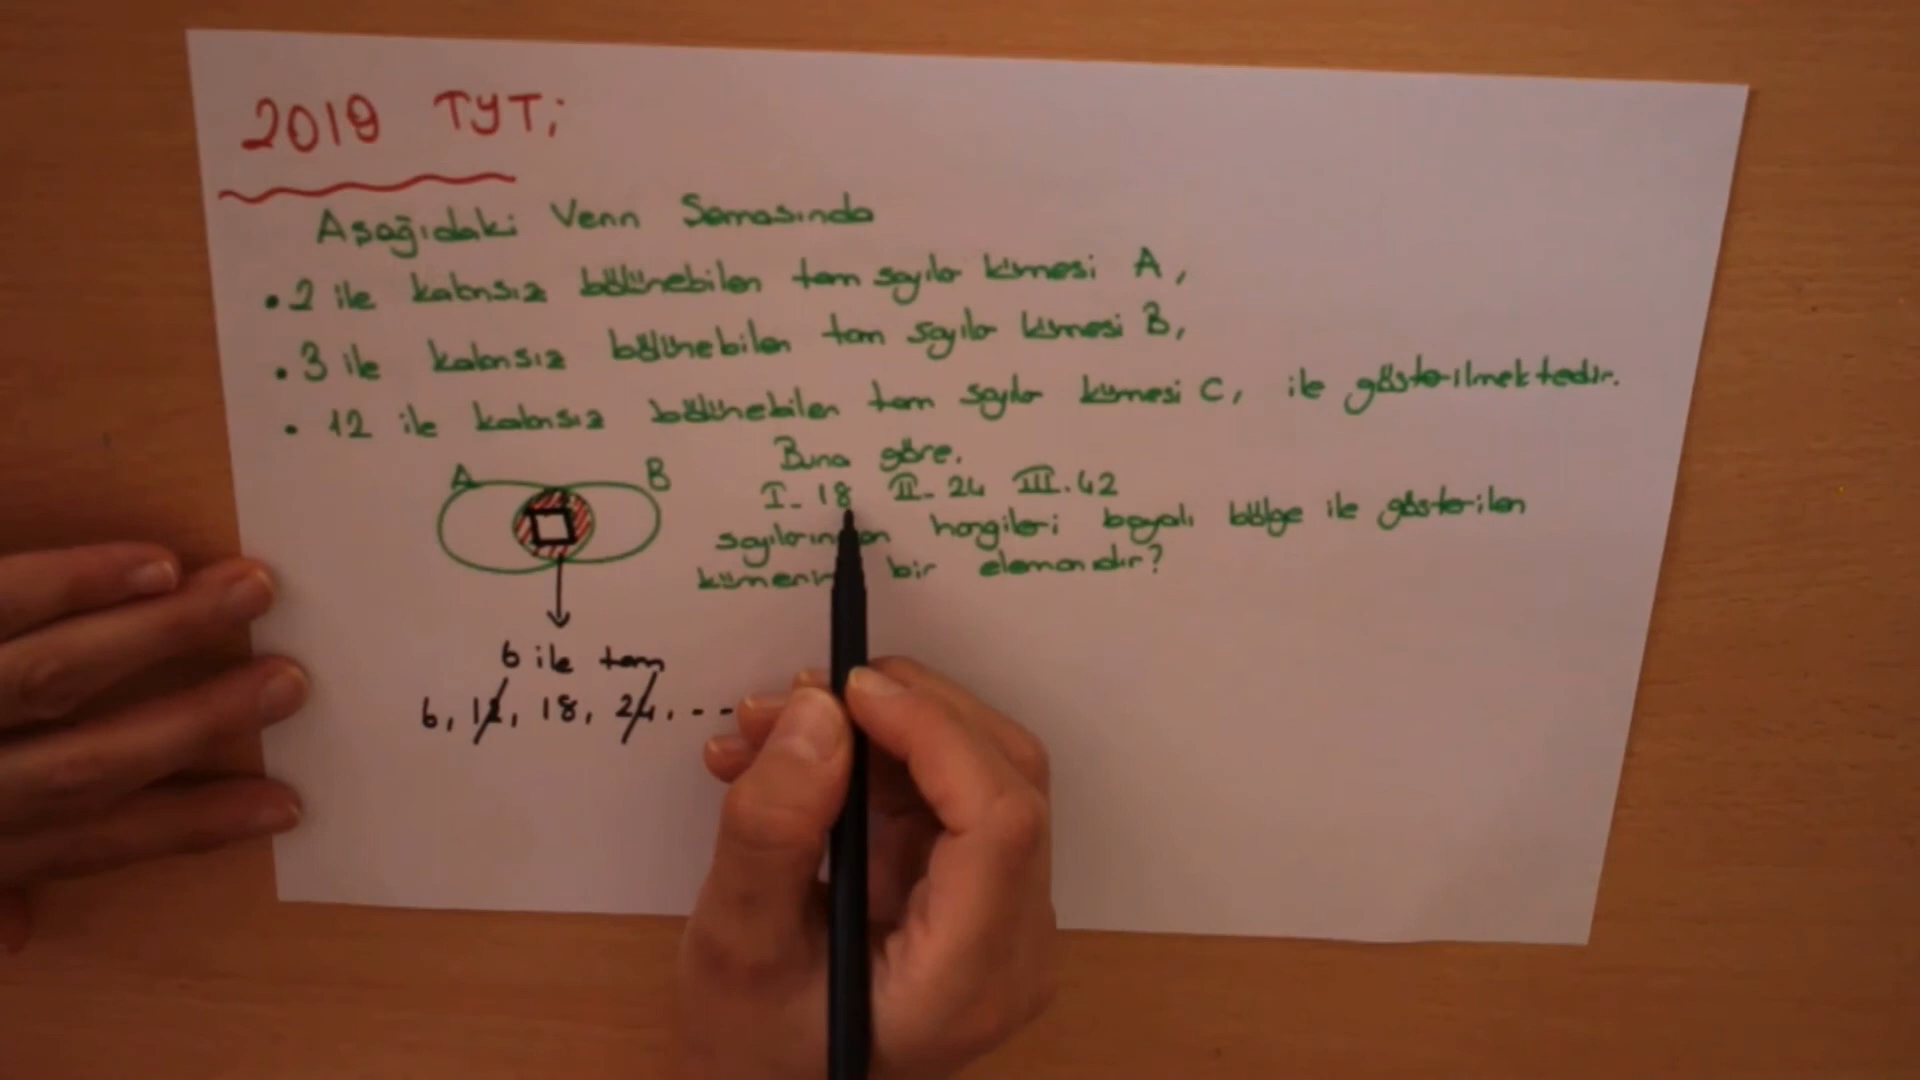 2019 TYT;
Aşağıdaki Venn Şemasında
• 2 ile kalansız bölünebilen tam sayılar kümesi A,
• 3 ile kalansız bölünebilen tam sayılar kümesi B,
• 12 ile kalansız bölünebilen tam sayılar kümesi C, ile gösterilmektedir.
Buna göre.
A B
I- 18 II- 24 III. 42
hangileri boyalı bölge ile gösterilen
bir elemanıdır?
6 ile tam
6, 12, 18, 24, ---